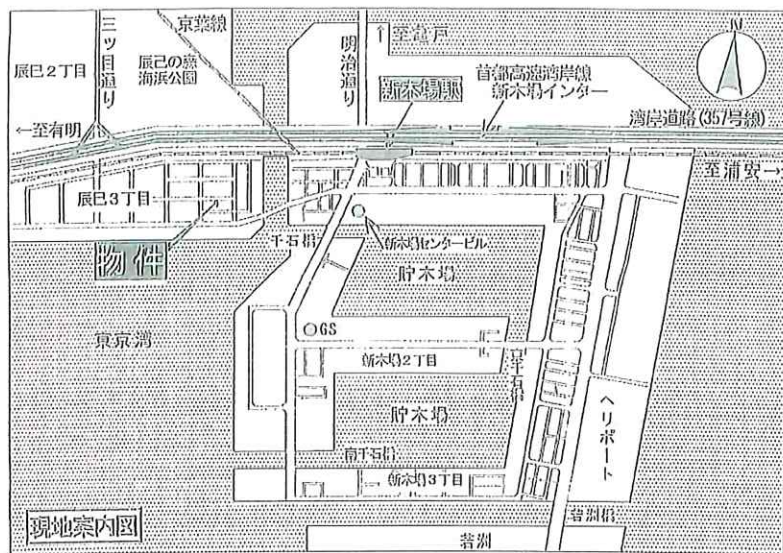 三ツ目通り
京葉線
辰巳2丁目
辰己の森
海浜公園
明治通り
↑至亀戸
N
新木場駅
首都高速湾岸線
新木場インター
湾岸道路(357号線)
←至有明
至浦安→
辰巳3丁目
物件
千石橋
新木場センタービル
貯木場
東京湾
GS
新木場2丁目
東千石橋
貯木場
ヘリポート
南千石橋
新木場3丁目
若洲橋
若洲
現地案内図